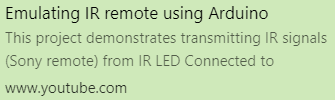 Emulating IR remote using Arduino
This project demonstrates transmitting IR signals
(Sony remote) from IR LED Connected to
www.youtube.com